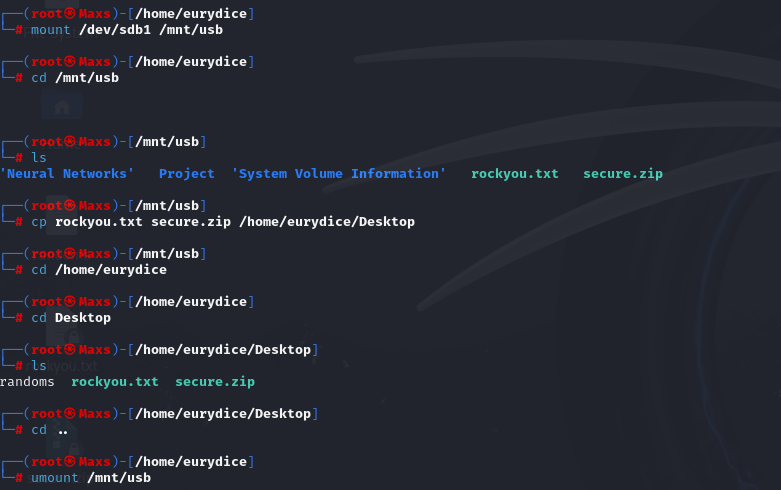 ┌──(root㉿Maxs)-[/home/eurydice]
└─# mount /dev/sdb1 /mnt/usb
┌──(root㉿Maxs)-[/home/eurydice]
└─# cd /mnt/usb
┌──(root㉿Maxs)-[/mnt/usb]
└─# ls
'Neural Networks'   Project  'System Volume Information'   rockyou.txt   secure.zip
┌──(root㉿Maxs)-[/mnt/usb]
└─# cp rockyou.txt secure.zip /home/eurydice/Desktop
┌──(root㉿Maxs)-[/mnt/usb]
└─# cd /home/eurydice
┌──(root㉿Maxs)-[/home/eurydice]
└─# cd Desktop
┌──(root㉿Maxs)-[/home/eurydice/Desktop]
└─# ls
randoms  rockyou.txt  secure.zip
┌──(root㉿Maxs)-[/home/eurydice/Desktop]
└─# cd ..
┌──(root㉿Maxs)-[/home/eurydice]
└─# umount /mnt/usb